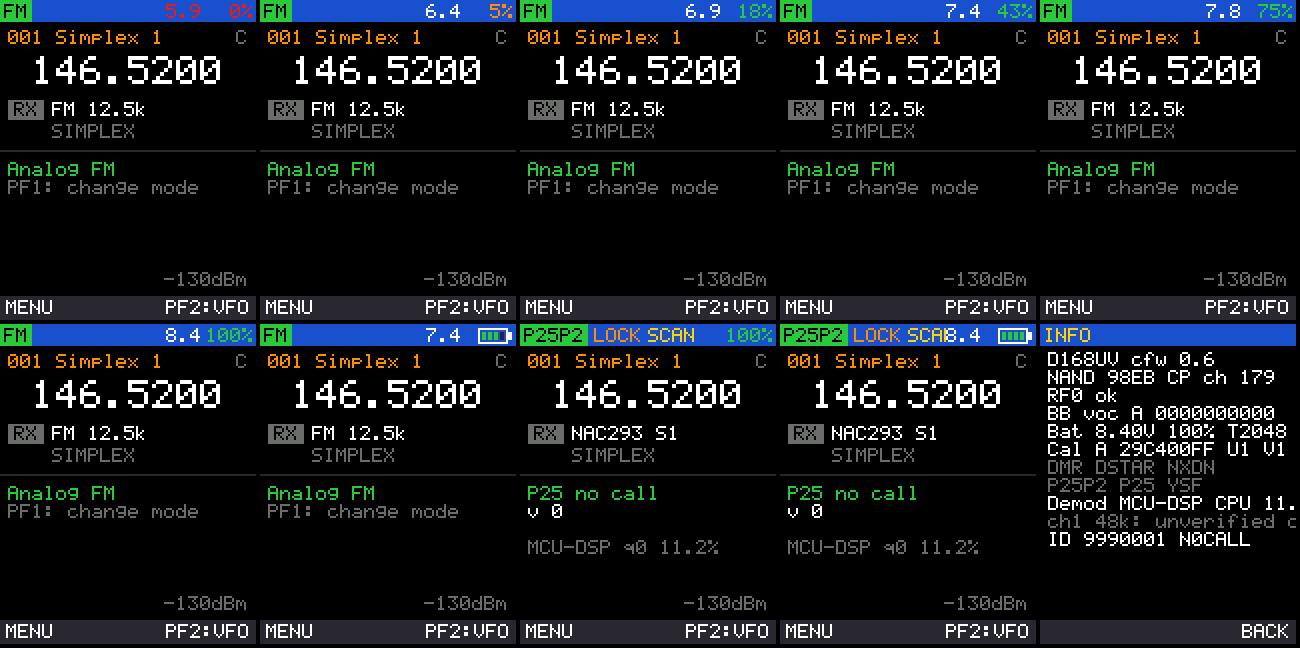 FM 5.9 0%
001 Simplex 1 C
146.5200
RX FM 12.5k
SIMPLEX
Analog FM
PF1: change mode
-130dBm
MENU PF2:VFO
FM 6.4 5%
001 Simplex 1 C
146.5200
RX FM 12.5k
SIMPLEX
Analog FM
PF1: change mode
-130dBm
MENU PF2:VFO
FM 6.9 18%
001 Simplex 1 C
146.5200
RX FM 12.5k
SIMPLEX
Analog FM
PF1: change mode
-130dBm
MENU PF2:VFO
FM 7.4 43%
001 Simplex 1 C
146.5200
RX FM 12.5k
SIMPLEX
Analog FM
PF1: change mode
-130dBm
MENU PF2:VFO
FM 7.8 75%
001 Simplex 1 C
146.5200
RX FM 12.5k
SIMPLEX
Analog FM
PF1: change mode
-130dBm
MENU PF2:VFO
FM 8.4 100%
001 Simplex 1 C
146.5200
RX FM 12.5k
SIMPLEX
Analog FM
PF1: change mode
-130dBm
MENU PF2:VFO
FM 7.4
001 Simplex 1 C
146.5200
RX FM 12.5k
SIMPLEX
Analog FM
PF1: change mode
-130dBm
MENU PF2:VFO
P25P2 LOCK SCAN 100%
001 Simplex 1 C
146.5200
RX NAC293 S1
SIMPLEX
P25 no call
v 0
MCU-DSP q0 11.2%
-130dBm
MENU PF2:VFO
P25P2 LOCK SCA 8.4
001 Simplex 1 C
146.5200
RX NAC293 S1
SIMPLEX
P25 no call
v 0
MCU-DSP q0 11.2%
-130dBm
MENU PF2:VFO
INFO
D168UV cfw 0.6
NAND 98EB CP ch 179
RF0 ok
BB voc A 0000000000
Bat 8.40V 100% T2048
Cal A 29C400FF U1 V1
DMR DSTAR NXDN
P25P2 P25 YSF
Demod MCU-DSP CPU 11.
ch1 48k: unverified c
ID 9990001 N0CALL
BACK